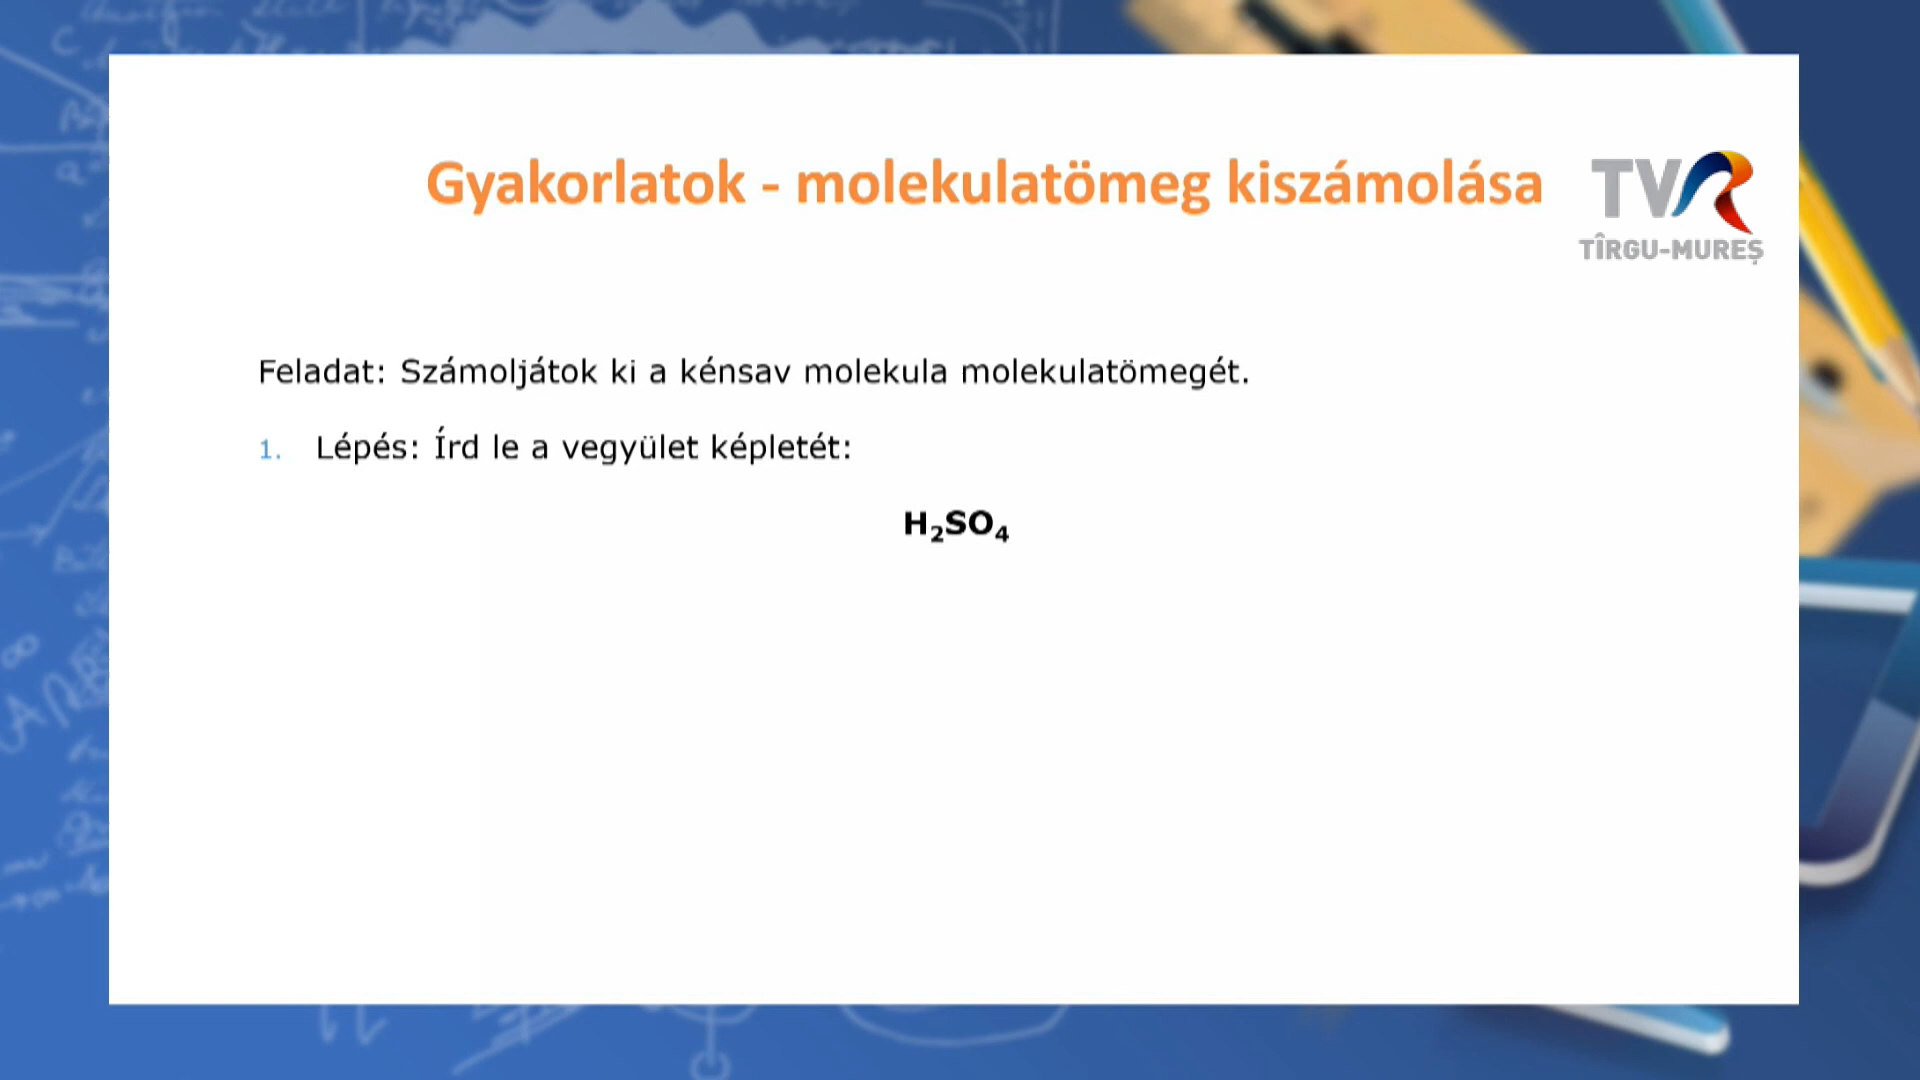 Gyakorlatok - molekulatömeg kiszámolása
TVR
TÎRGU-MUREȘ
Feladat: Számoljátok ki a kénsav molekula molekulatömegét.
1. Lépés: Írd le a vegyület képletét:
H₂SO₄